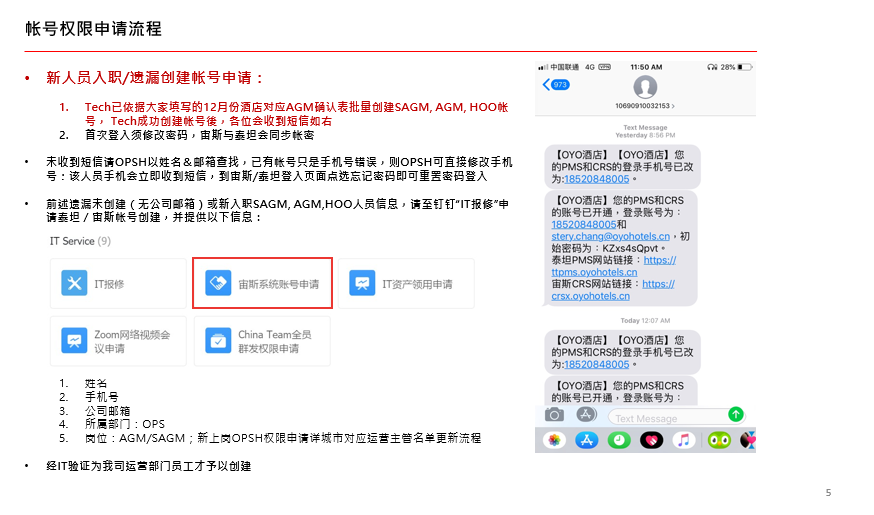 帐号权限申请流程
• 新人员入职/遗漏创建帐号申请：
1. Tech已依据大家填写的12月份酒店对应AGM确认表批量创建SAGM, AGM, HOO帐
号， Tech成功创建帐号后，各位会收到短信如右
2. 首次登入须修改密码，宙斯与泰坦会同步帐密
• 未收到短信请OPSH以姓名＆邮箱查找，已有帐号只是手机号错误，则OPSH可直接修改手机
号：该人员手机会立即收到短信，到宙斯/泰坦登入页面点选忘记密码即可重置密码登入
• 前述遗漏未创建（无公司邮箱）或新入职SAGM, AGM,HOO人员信息，请至钉钉“IT报修”申
请泰坦 / 宙斯帐号创建，并提供以下信息：
IT Service (9)
IT报修
宙斯系统账号申请
IT资产领用申请
Zoom网络视频会
议申请
China Team全员
群发权限申请
1. 姓名
2. 手机号
3. 公司邮箱
4. 所属部门：OPS
5. 岗位：AGM/SAGM；新上岗OPSH权限申请详城市对应运营主管名单更新流程
• 经IT验证为我司运营部门员工才予以创建
中国联通 4G VPN 11:50 AM 28%
973
10690910032153 >
Text Message
Yesterday 6:56 PM
【OYO酒店】【OYO酒店】您
的PMS和CRS的登录手机号已改
为:18520848005。
【OYO酒店】您的PMS和CRS
的账号已开通，登录账号为：
18520848005和
stery.chang@oyohotels.cn，初
始密码为：KZxs4sQpvt。
泰坦PMS网站链接：https://
ttpms.oyohotels.cn
宙斯CRS网站链接：https://
crsx.oyohotels.cn
Today 12:07 AM
【OYO酒店】【OYO酒店】您
的PMS和CRS的登录手机号已改
为:18520848005。
【OYO酒店】您的PMS和CRS
的账号已开通，登录账号为：
Text Message
5